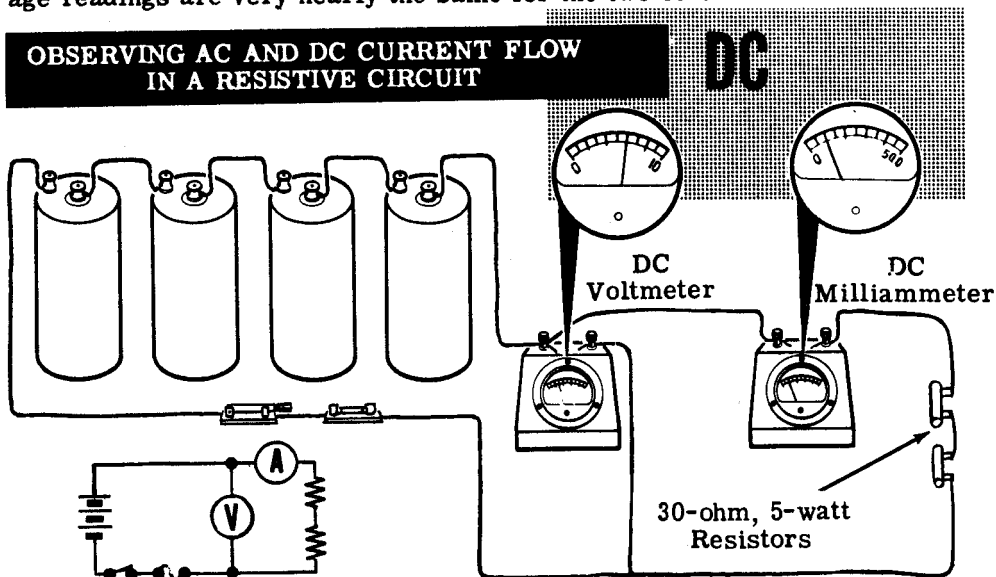 age readings are very nearly the same for the two
OBSERVING AC AND DC CURRENT FLOW
IN A RESISTIVE CIRCUIT
DC
0
10
0
500
DC
Voltmeter
DC
Milliammeter
30-ohm, 5-watt
Resistors
A
V